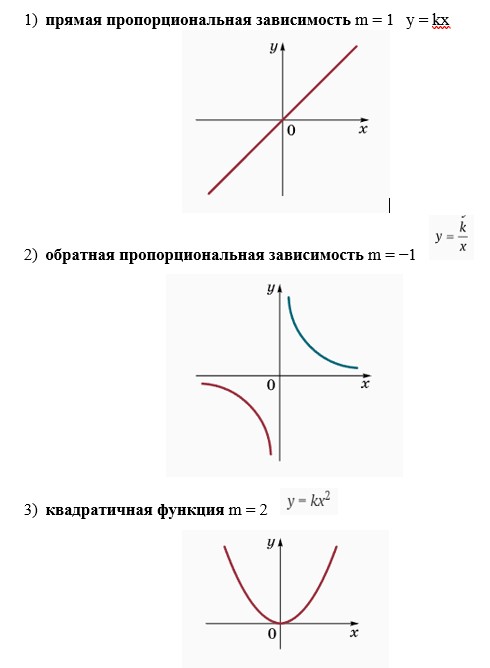 1) прямая пропорциональная зависимость m = 1 y = kx
y
0
x
2) обратная пропорциональная зависимость m = −1 y = k/x
y
0
x
3) квадратичная функция m = 2 y = kx²
y
0
x